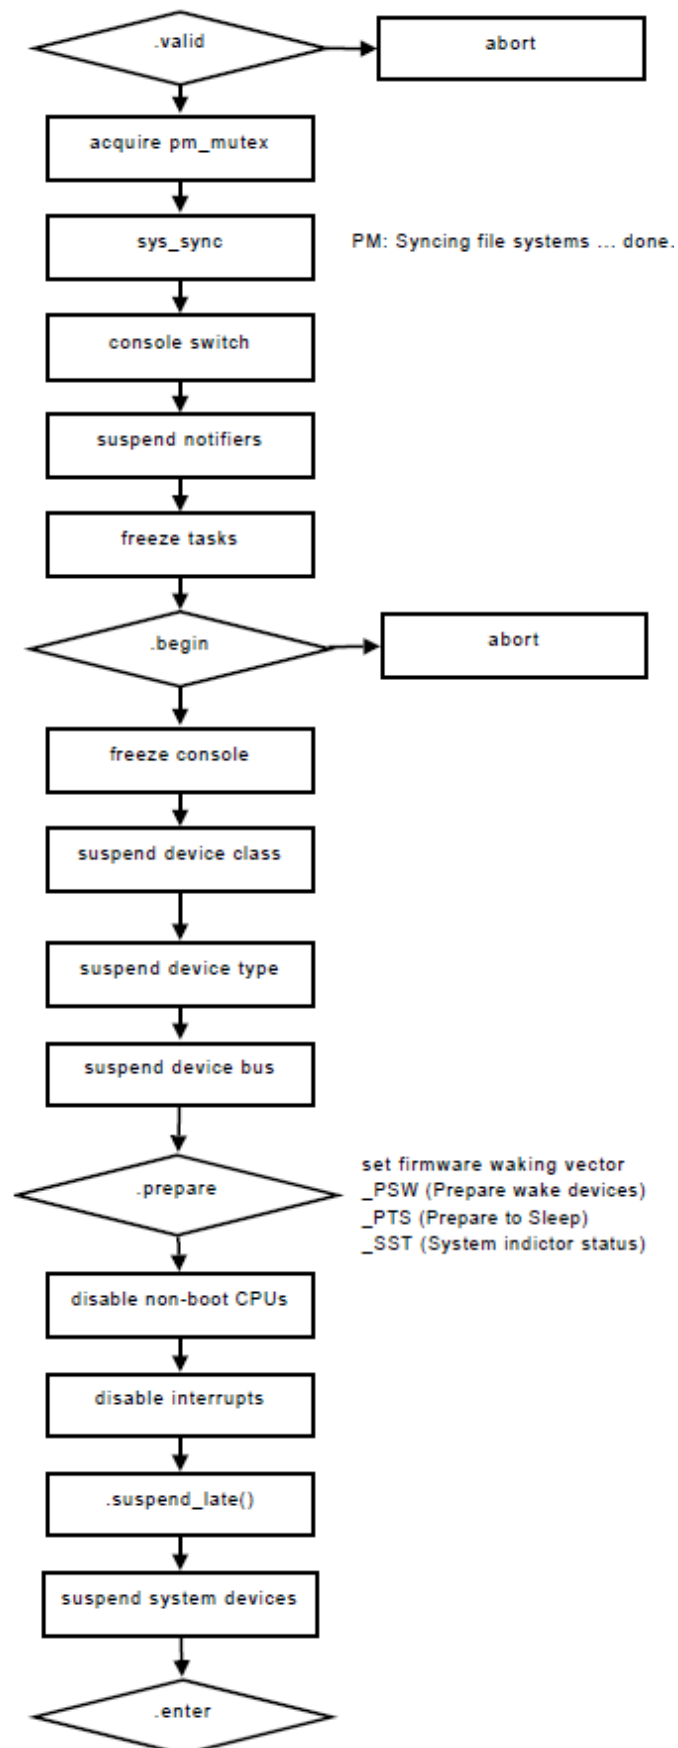 .valid
abort
acquire pm_mutex
sys_sync
PM: Syncing file systems ... done.
console switch
suspend notifiers
freeze tasks
.begin
abort
freeze console
suspend device class
suspend device type
suspend device bus
.prepare
set firmware waking vector
_PSW (Prepare wake devices)
_PTS (Prepare to Sleep)
_SST (System indictor status)
disable non-boot CPUs
disable interrupts
.suspend_late()
suspend system devices
.enter